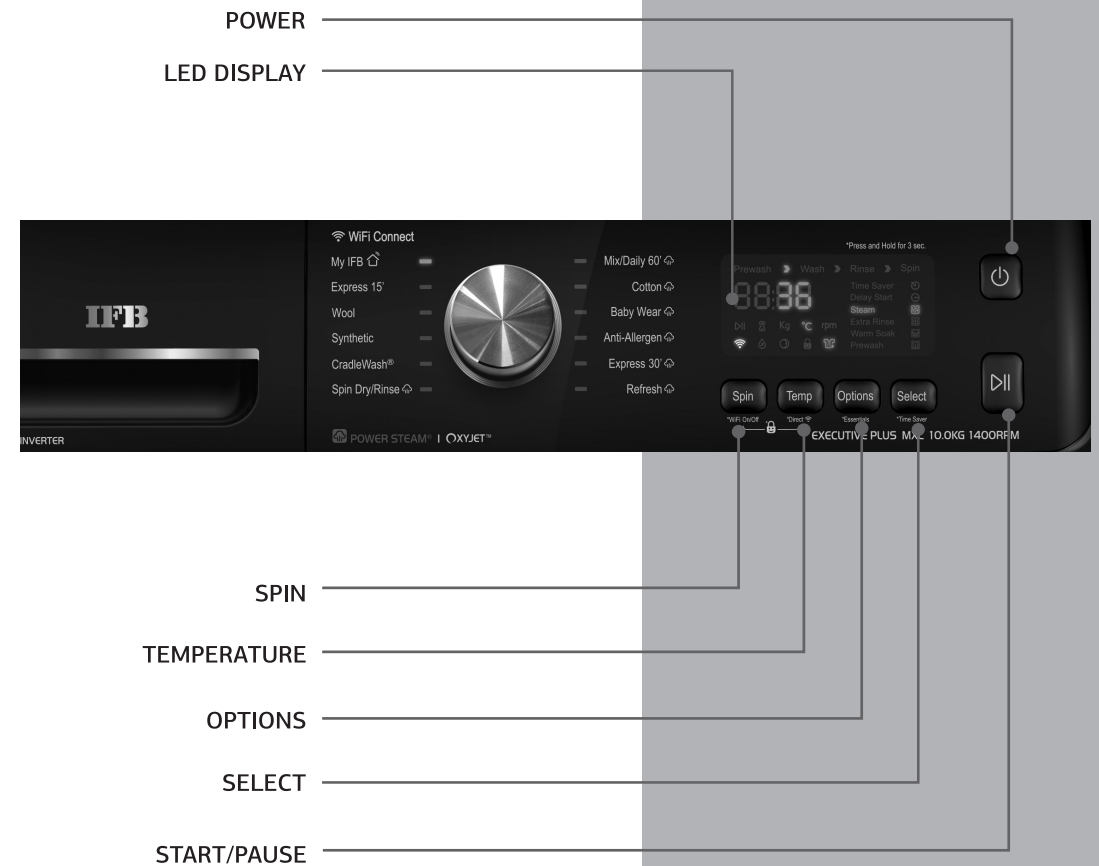 POWER
LED DISPLAY
WiFi Connect
My IFB
Express 15'
Wool
Synthetic
CradleWash®
Spin Dry/Rinse
Mix/Daily 60'
Cotton
Baby Wear
Anti-Allergen
Express 30'
Refresh
IFB
INVERTER
POWER STEAM® I OXYJET™
*Press and Hold for 3 sec.
Prewash Wash Rinse Spin
88:36
Time Saver
Delay Start
Steam
Extra Rinse
Warm Soak
Prewash
Kg °C rpm
Spin Temp Options Select
*WiFi On/Off *Direct *Essentials *Time Saver
EXECUTIVE PLUS MXC 10.0KG 1400RPM
SPIN
TEMPERATURE
OPTIONS
SELECT
START/PAUSE